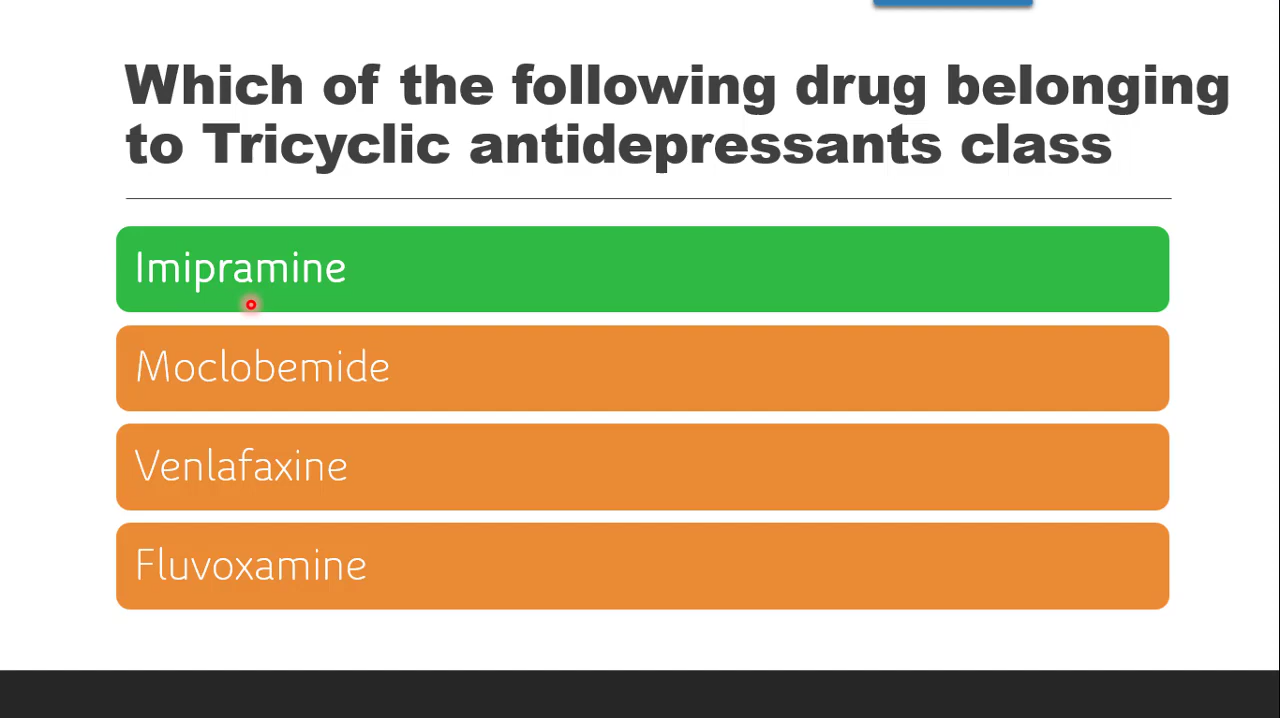 Which of the following drug belonging
to Tricyclic antidepressants class
Imipramine
Moclobemide
Venlafaxine
Fluvoxamine